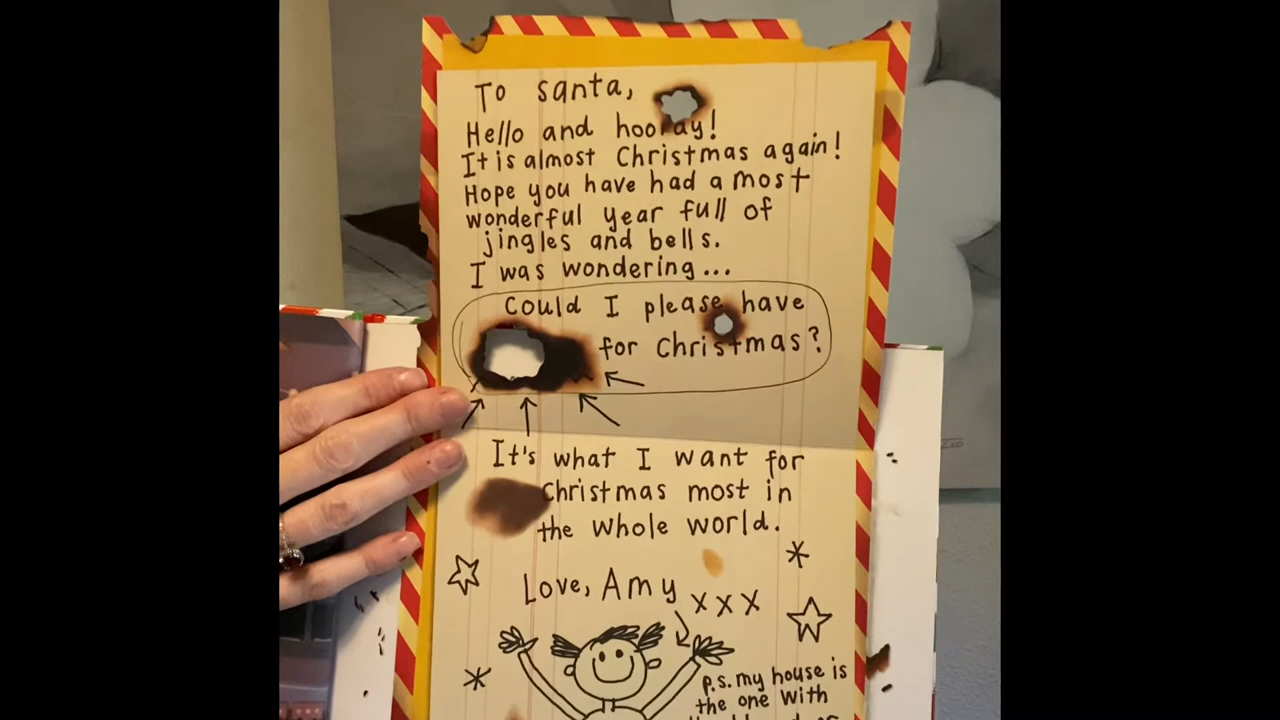 To santa,
Hello and hooray!
It is almost Christmas again!
Hope you have had a most
wonderful year full of
jingles and bells.
I was wondering...
Could I please have
for Christmas?
It's what I want for
Christmas most in
the whole world.
Love, Amy
x x x
p.s. my house is
the one with